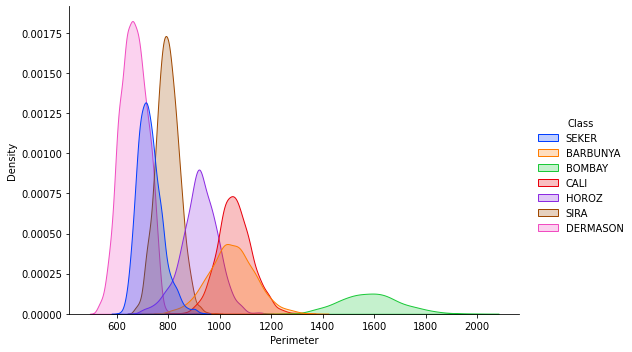 0.00175
0.00150
0.00125
0.00100
0.00075
0.00050
0.00025
0.00000
Density
600 800 1000 1200 1400 1600 1800 2000
Perimeter
Class
SEKER
BARBUNYA
BOMBAY
CALI
HOROZ
SIRA
DERMASON